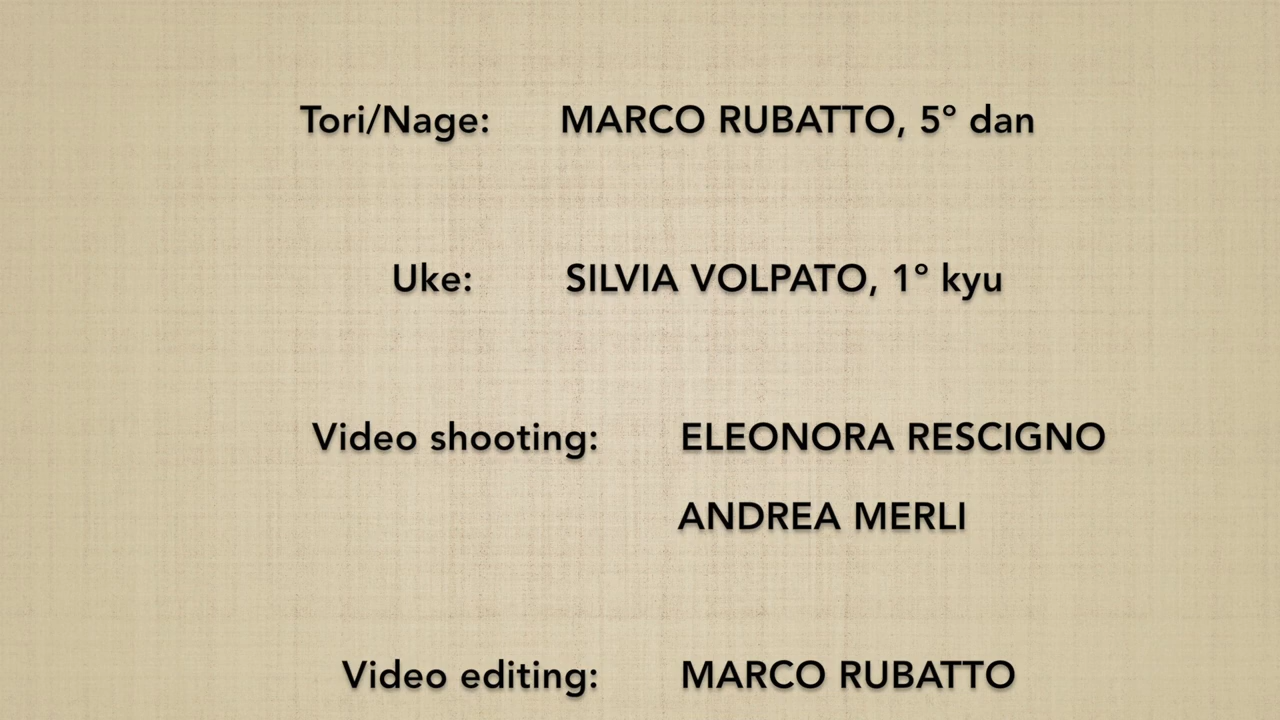 Tori/Nage: MARCO RUBATTO, 5° dan
Uke: SILVIA VOLPATO, 1° kyu
Video shooting: ELEONORA RESCIGNO
ANDREA MERLI
Video editing: MARCO RUBATTO